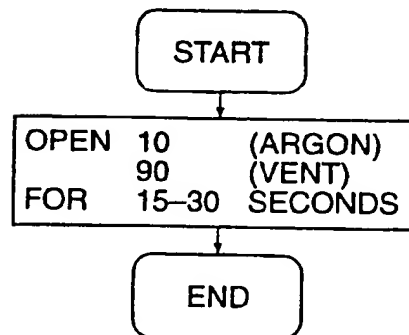 START
OPEN 10 (ARGON)
90 (VENT)
FOR 15–30 SECONDS
END